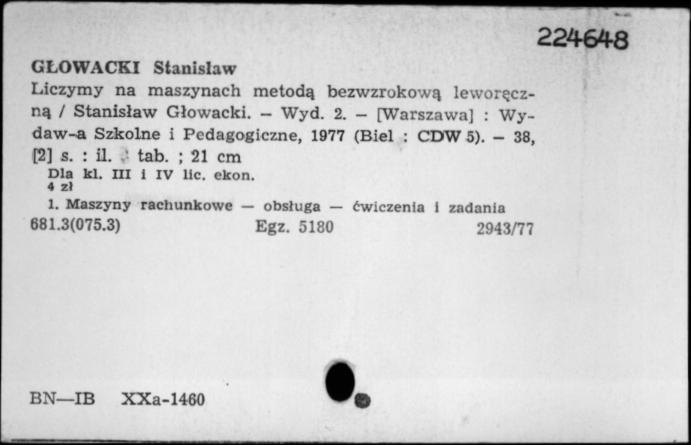 224648
GŁOWACKI Stanisław
Liczymy na maszynach metodą bezwzrokową leworęcz-
ną / Stanisław Głowacki. — Wyd. 2. — [Warszawa] : Wy-
daw-a Szkolne i Pedagogiczne, 1977 (Biel : CDW 5). — 38,
[2] s. : il. : tab. ; 21 cm
Dla kl. III i IV lic. ekon.
4 zł
1. Maszyny rachunkowe — obsługa — ćwiczenia i zadania
681.3(075.3) Egz. 5180 2943/77
BN—IB XXa-1460